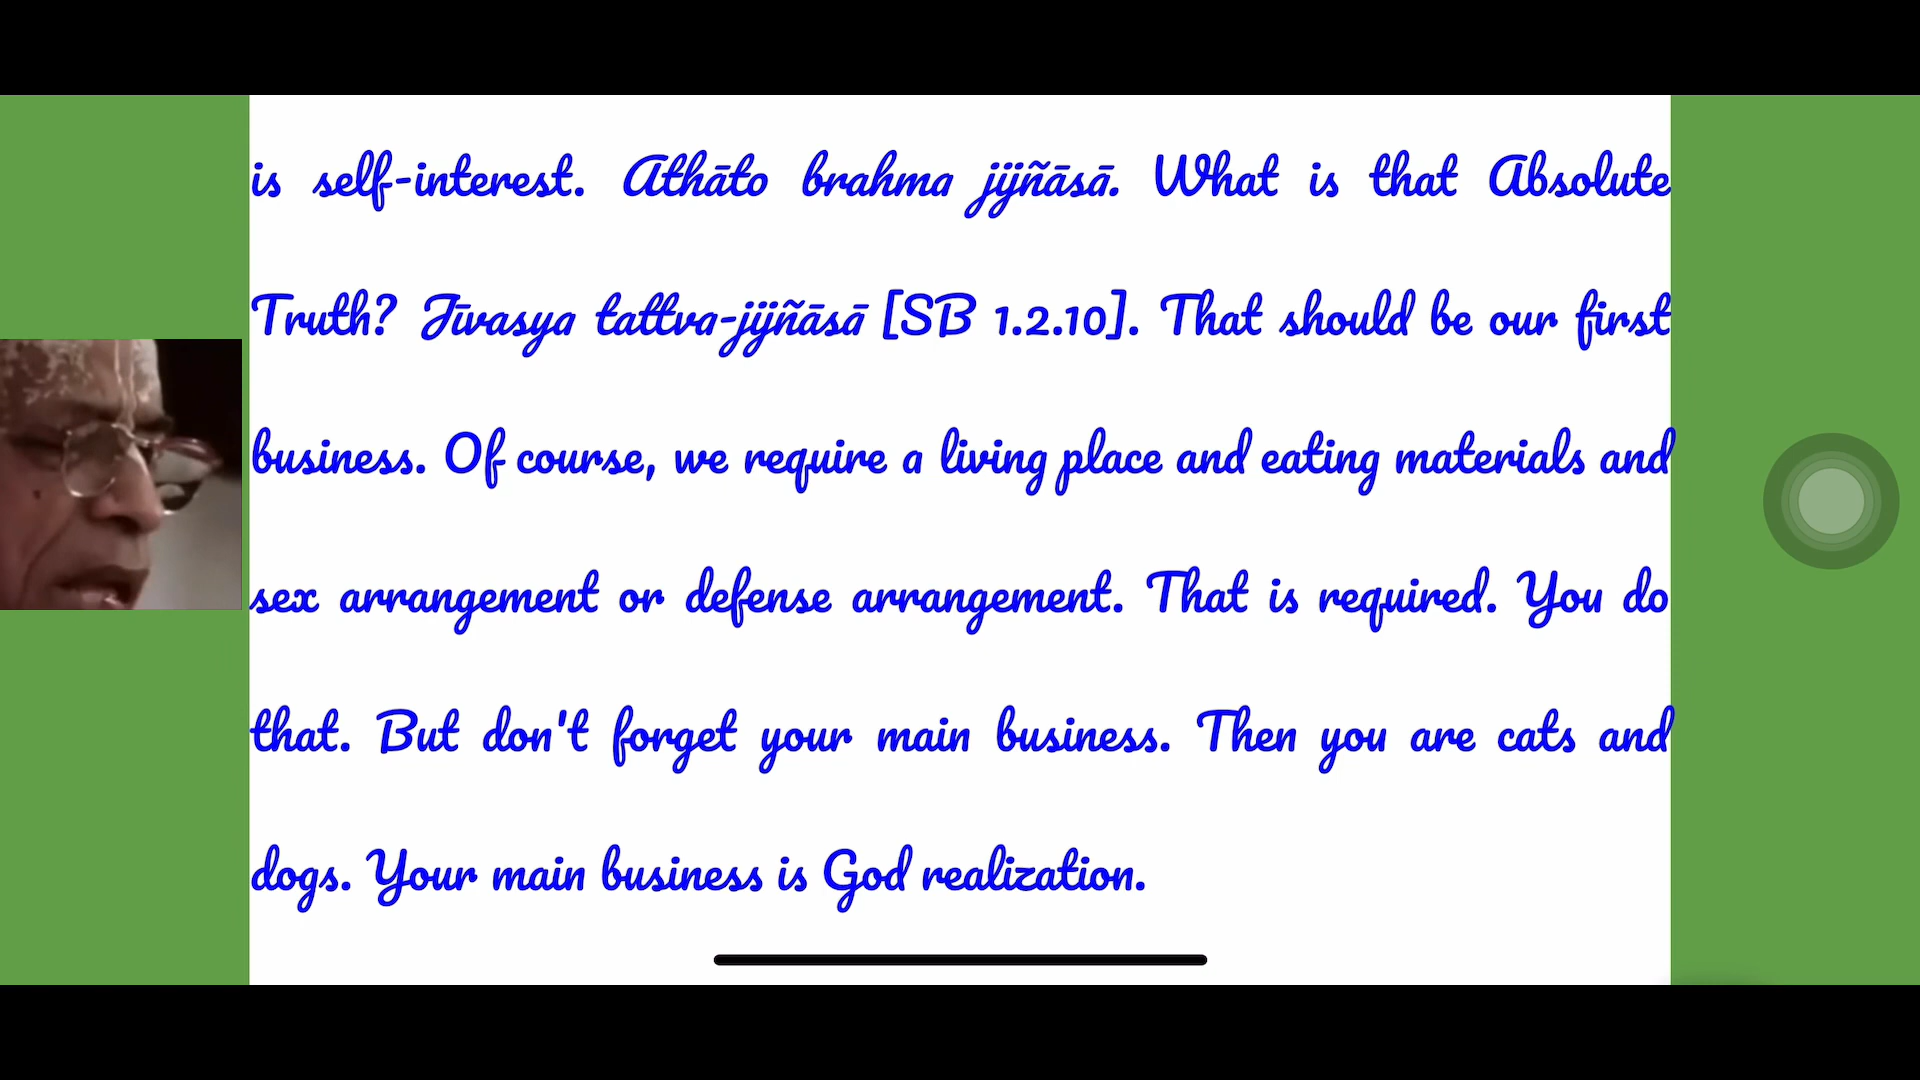 is self-interest. Athāto brahma jijñāsā. What is that Absolute
Truth? Jīvasya tattva-jijñāsā [SB 1.2.10]. That should be our first
business. Of course, we require a living place and eating materials and
sex arrangement or defense arrangement. That is required. You do
that. But don't forget your main business. Then you are cats and
dogs. Your main business is God realization.